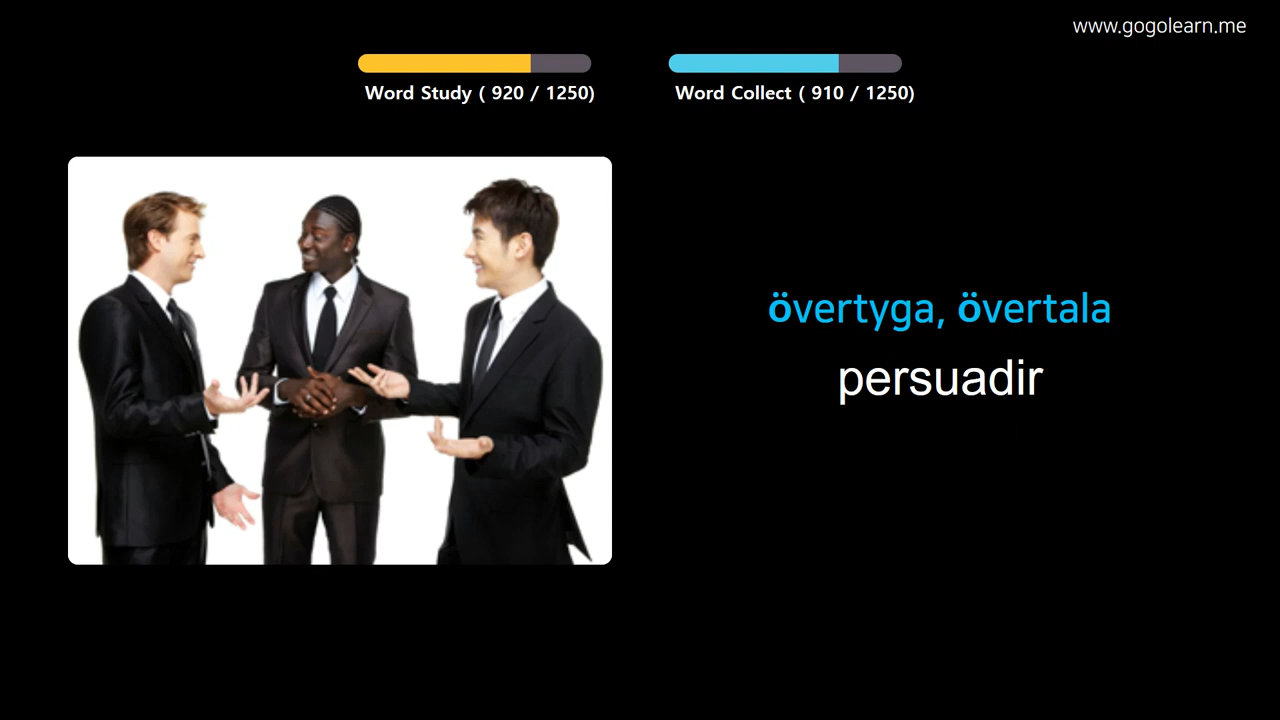 www.gogolearn.me
Word Study ( 920 / 1250)
Word Collect ( 910 / 1250)
övertyga, övertala
persuadir